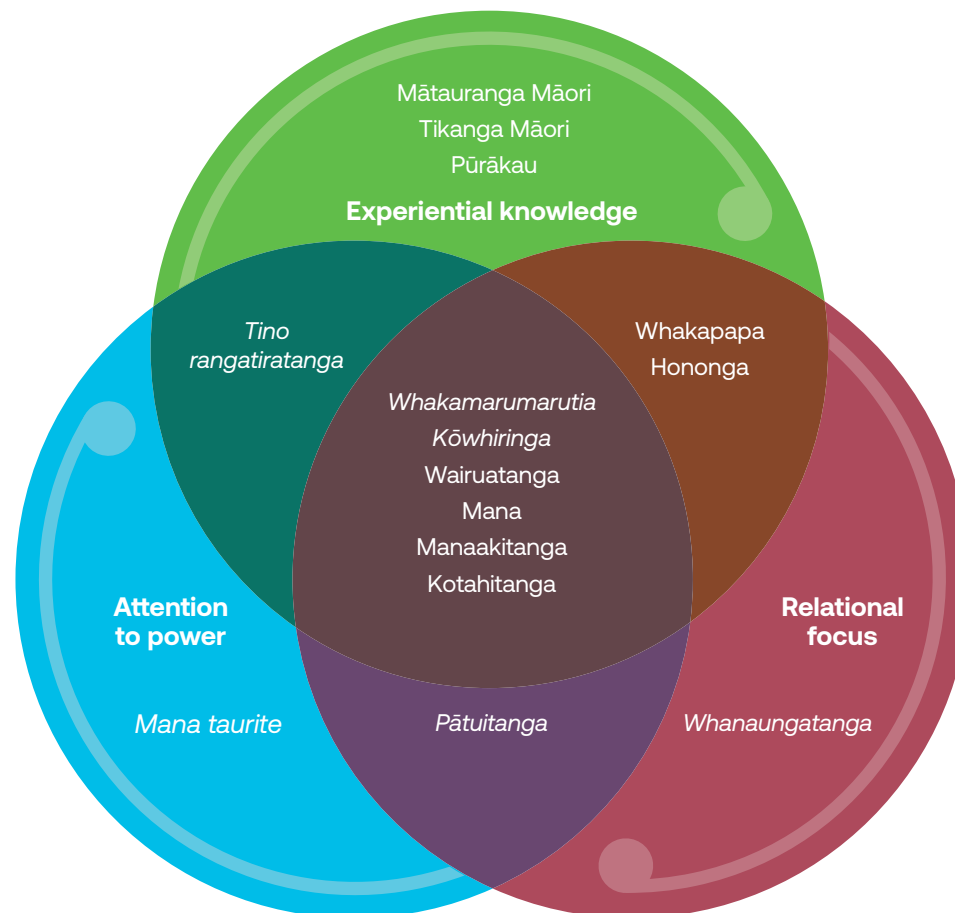 Mātauranga Māori
Tikanga Māori
Pūrākau
Experiential knowledge
Tino
rangatiratanga
Whakapapa
Hononga
Whakamarumarutia
Kōwhiringa
Wairuatanga
Mana
Manaakitanga
Kotahitanga
Attention
to power
Mana taurite
Pātuitanga
Relational
focus
Whanaungatanga